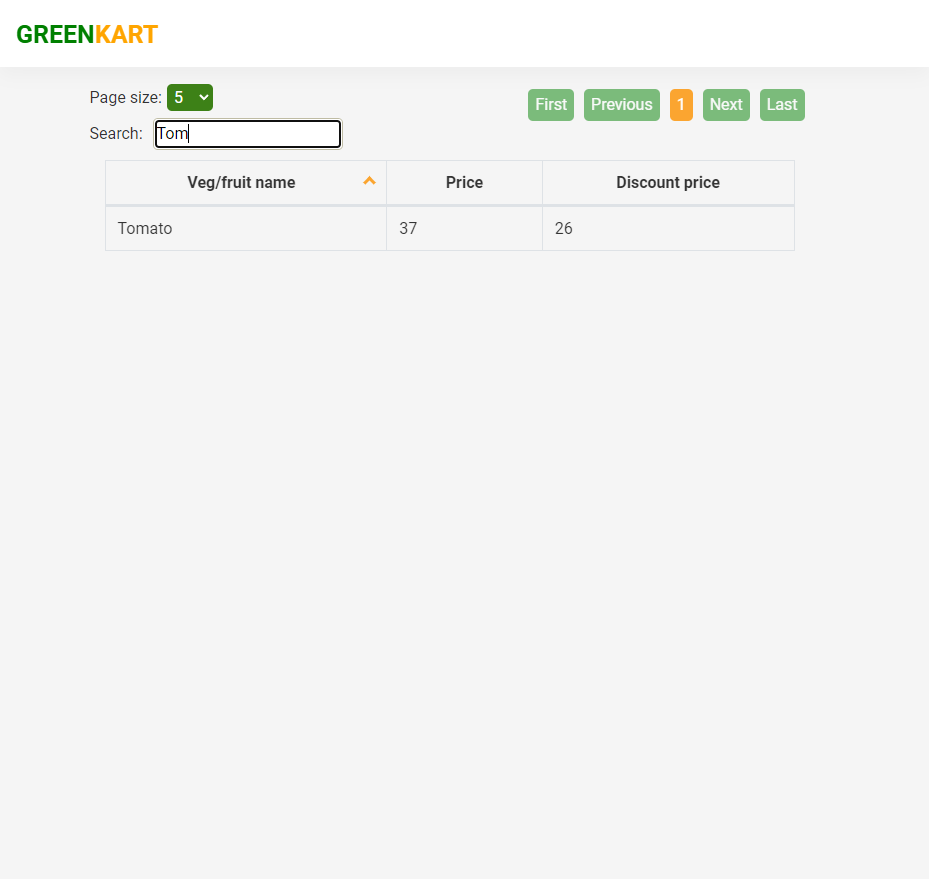 GREENKART
Page size: 5
First Previous 1 Next Last
Search: Tom
Veg/fruit name Price Discount price
Tomato 37 26